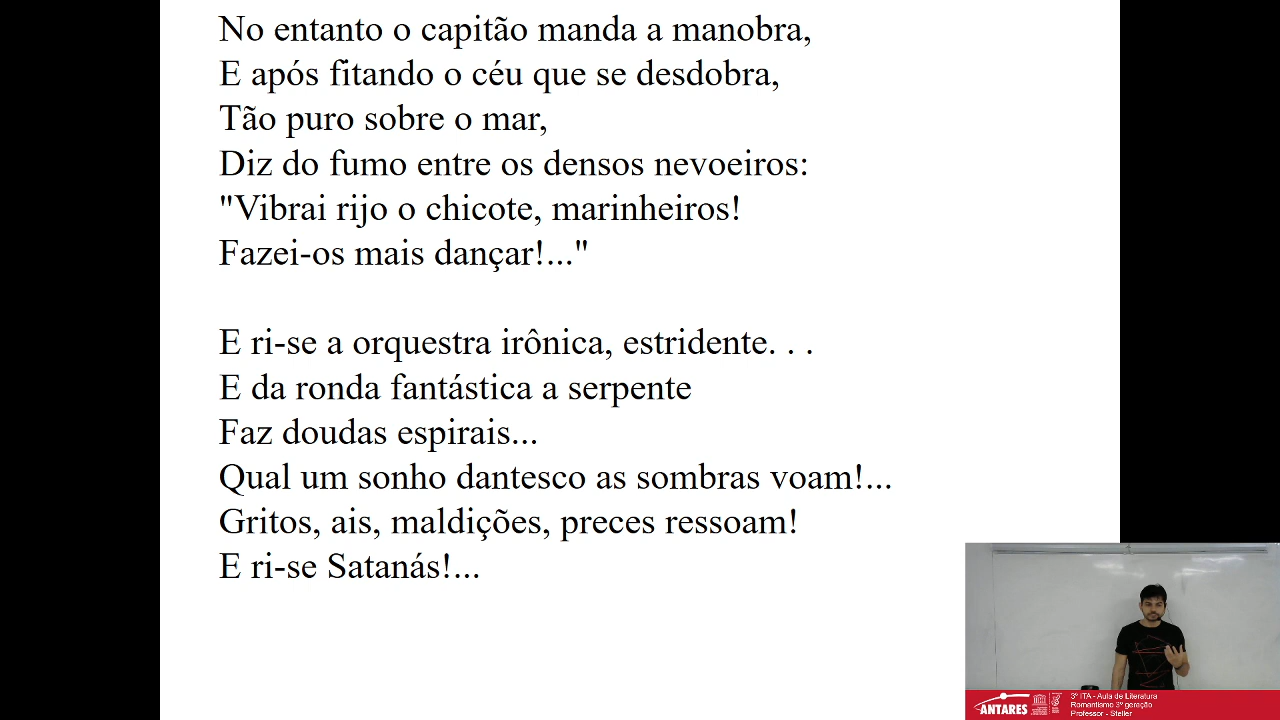 No entanto o capitão manda a manobra,
E após fitando o céu que se desdobra,
Tão puro sobre o mar,
Diz do fumo entre os densos nevoeiros:
"Vibrai rijo o chicote, marinheiros!
Fazei-os mais dançar!..."
E ri-se a orquestra irônica, estridente. . .
E da ronda fantástica a serpente
Faz doudas espirais...
Qual um sonho dantesco as sombras voam!...
Gritos, ais, maldições, preces ressoam!
E ri-se Satanás!...
ANTARES
3º ITA - Aula de Literatura
Romantismo 3º geração
Professor - Steller